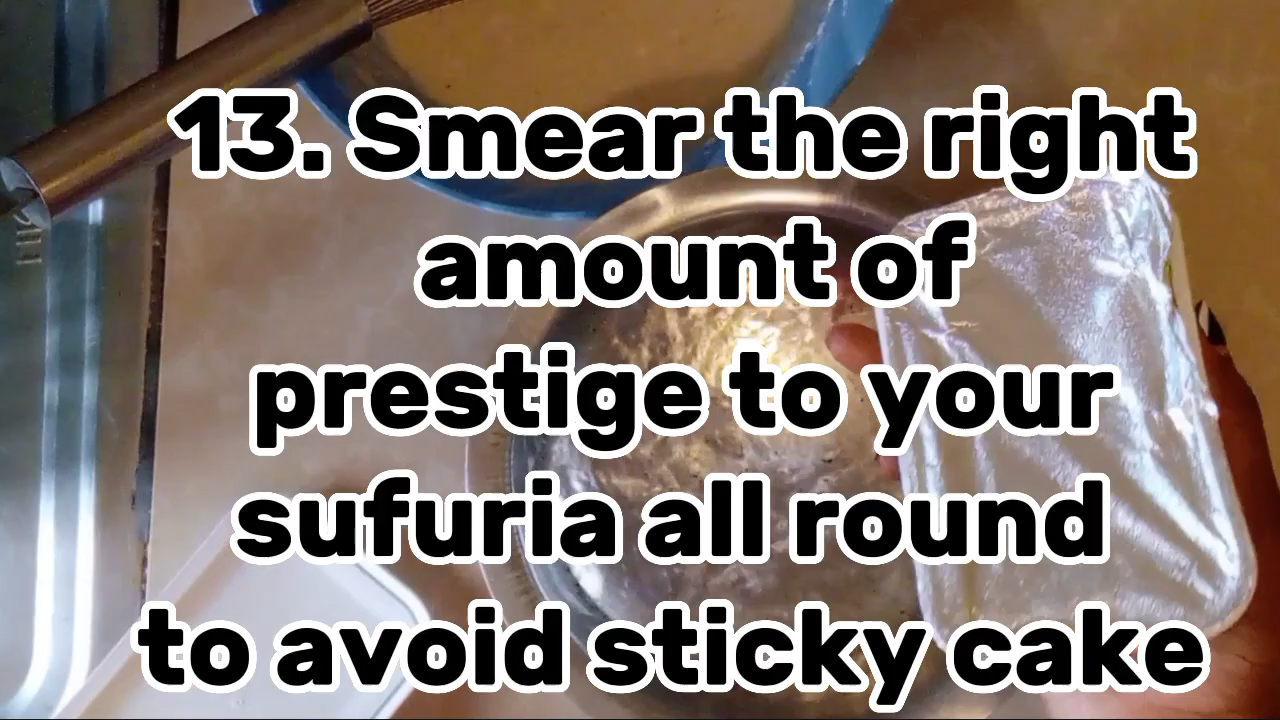 13. Smear the right
amount of
prestige to your
sufuria all round
to avoid sticky cake